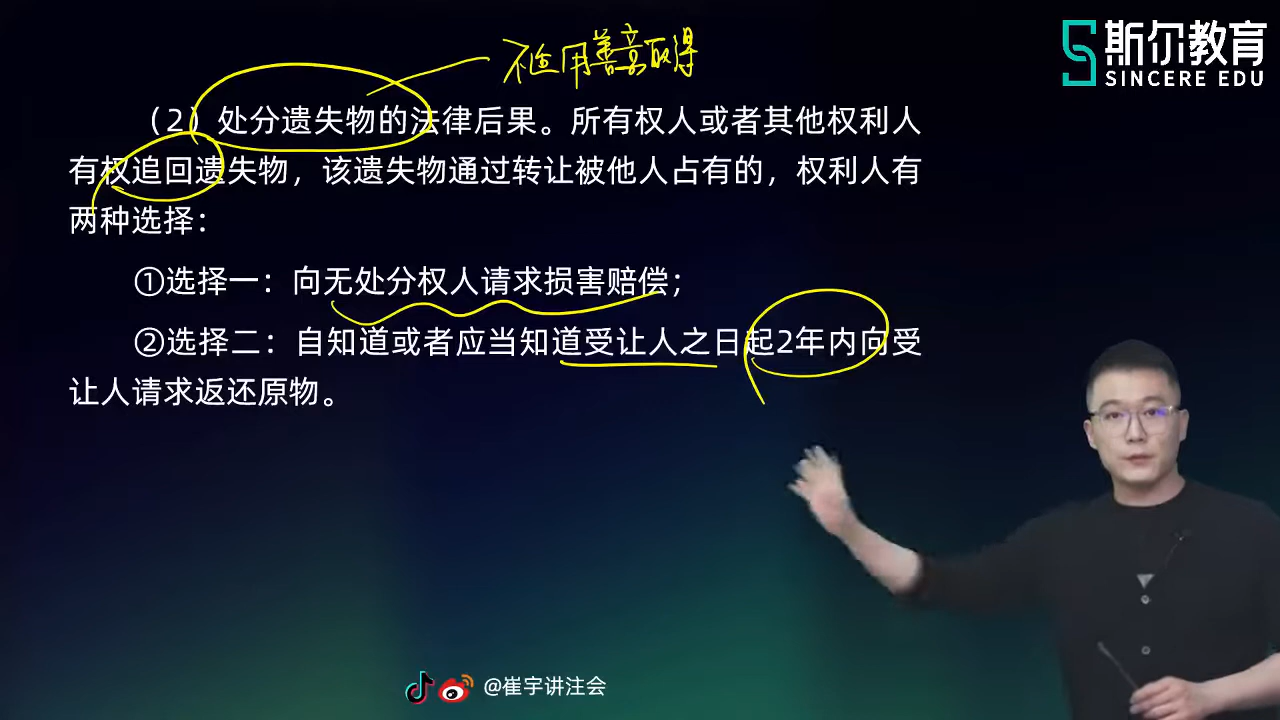 不适用善意取得
斯尔教育
SINCERE EDU
（2）处分遗失物的法律后果。所有权人或者其他权利人
有权追回遗失物，该遗失物通过转让被他人占有的，权利人有
两种选择：
①选择一：向无处分权人请求损害赔偿；
②选择二：自知道或者应当知道受让人之日起2年内向受
让人请求返还原物。
@崔宇讲注会